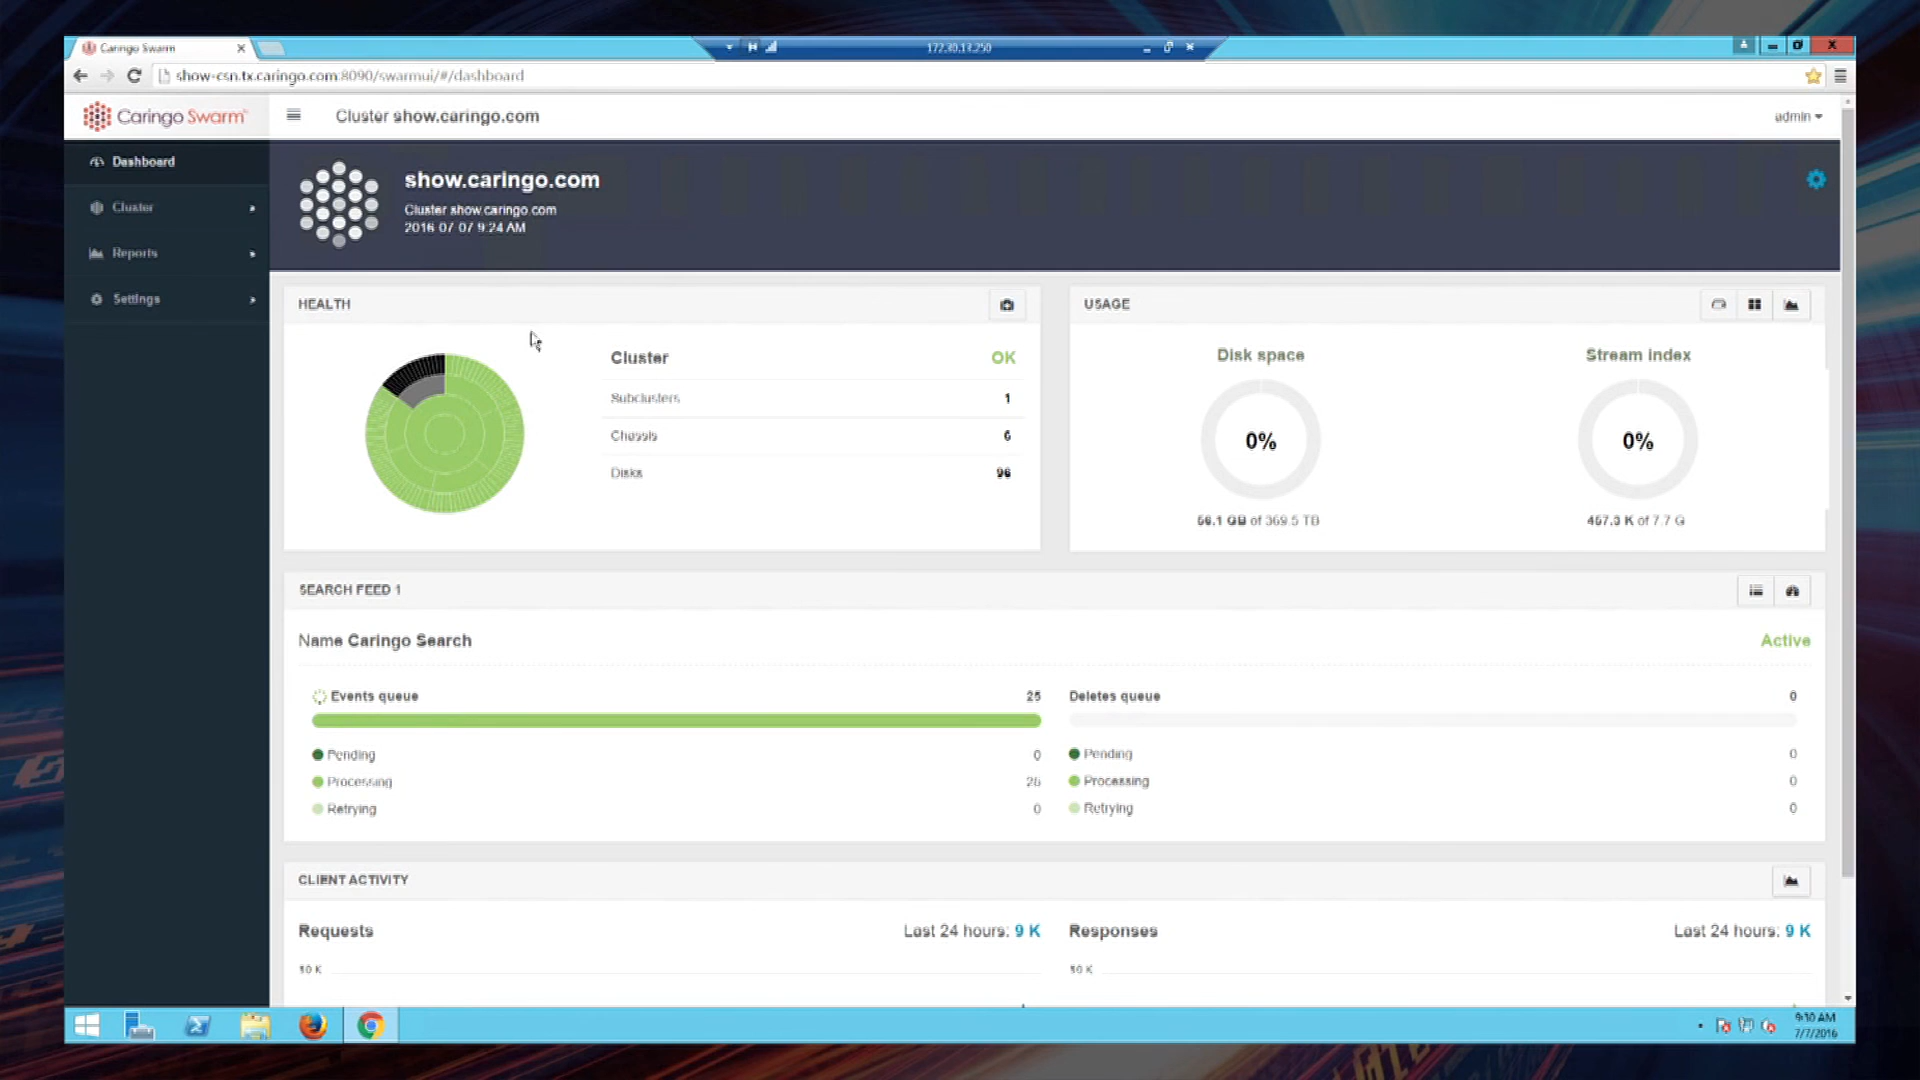 Caringo Swarm
172.30.13.250
show-csn.tx.caringo.com:8090/swarmui/#/dashboard
Caringo Swarm
Cluster show.caringo.com
admin
Dashboard
Cluster
Reports
Settings
show.caringo.com
Cluster show.caringo.com
2016 07 07 9:24 AM
HEALTH
Cluster OK
Subclusters 1
Chassis 6
Disks 96
USAGE
Disk space
0%
56.1 GB of 369.5 TB
Stream index
0%
457.3 K of 7.7 G
SEARCH FEED 1
Name Caringo Search
Active
Events queue 25
Pending 0
Processing 25
Retrying 0
Deletes queue 0
Pending 0
Processing 0
Retrying 0
CLIENT ACTIVITY
Requests
Last 24 hours: 9 K
10 K
Responses
Last 24 hours: 9 K
10 K
9:10 AM
7/7/2016